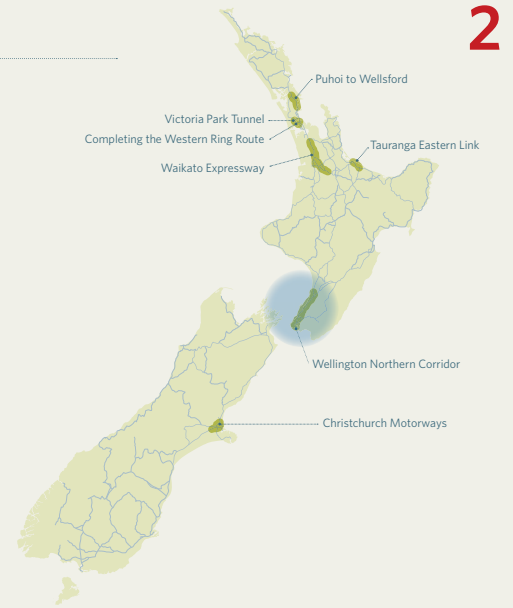 2
Puhoi to Wellsford
Victoria Park Tunnel
Completing the Western Ring Route
Tauranga Eastern Link
Waikato Expressway
Wellington Northern Corridor
Christchurch Motorways